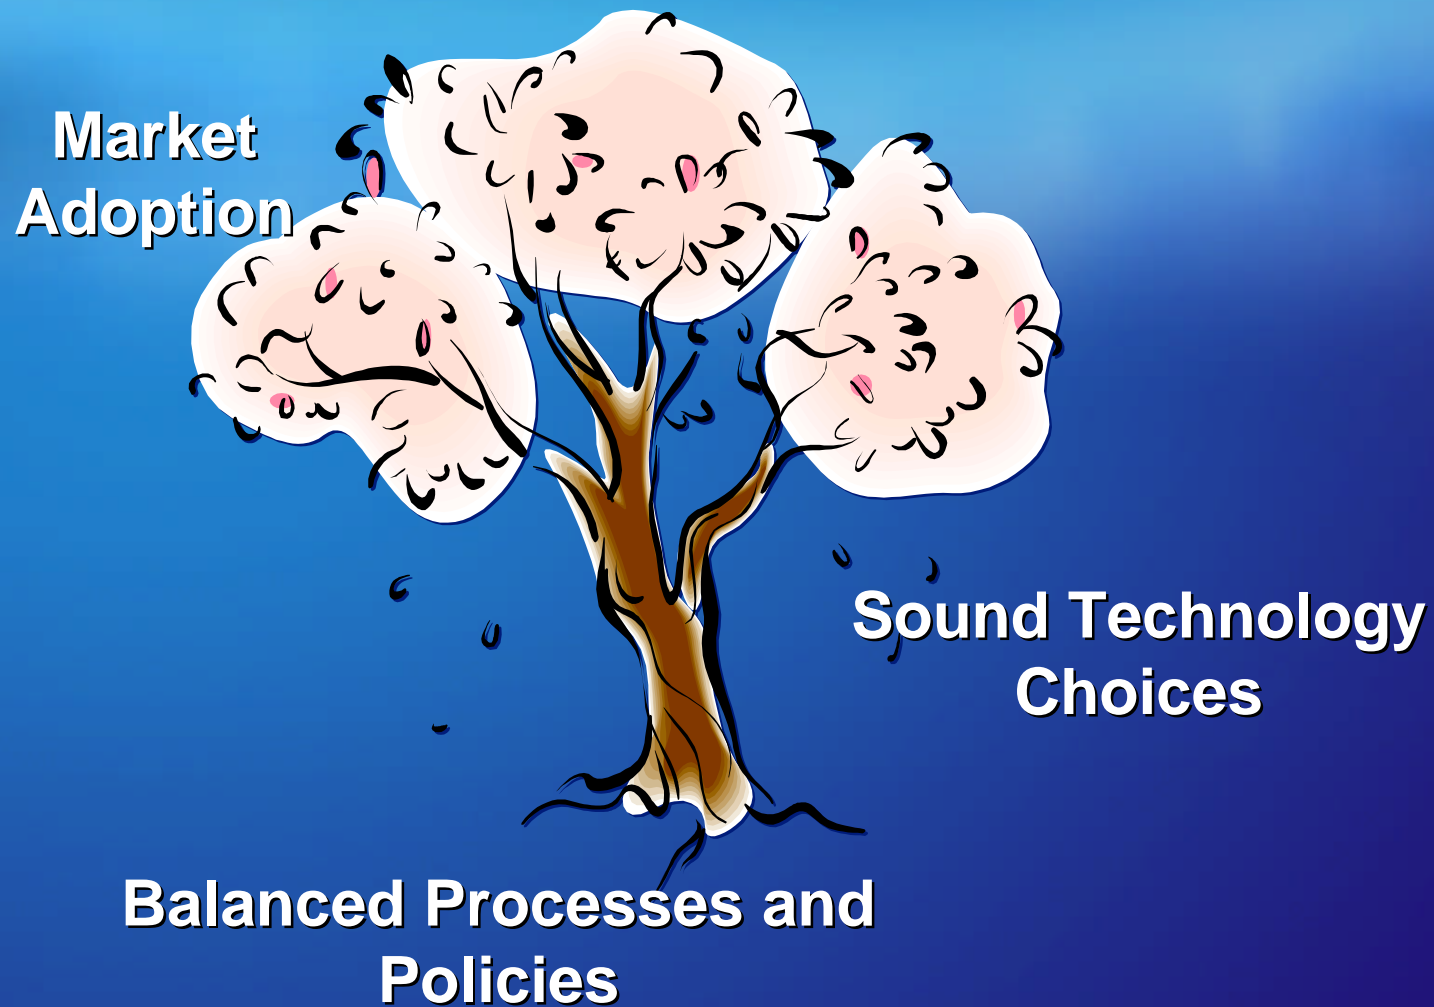 Market
Adoption
Sound Technology
Choices
Balanced Processes and
Policies